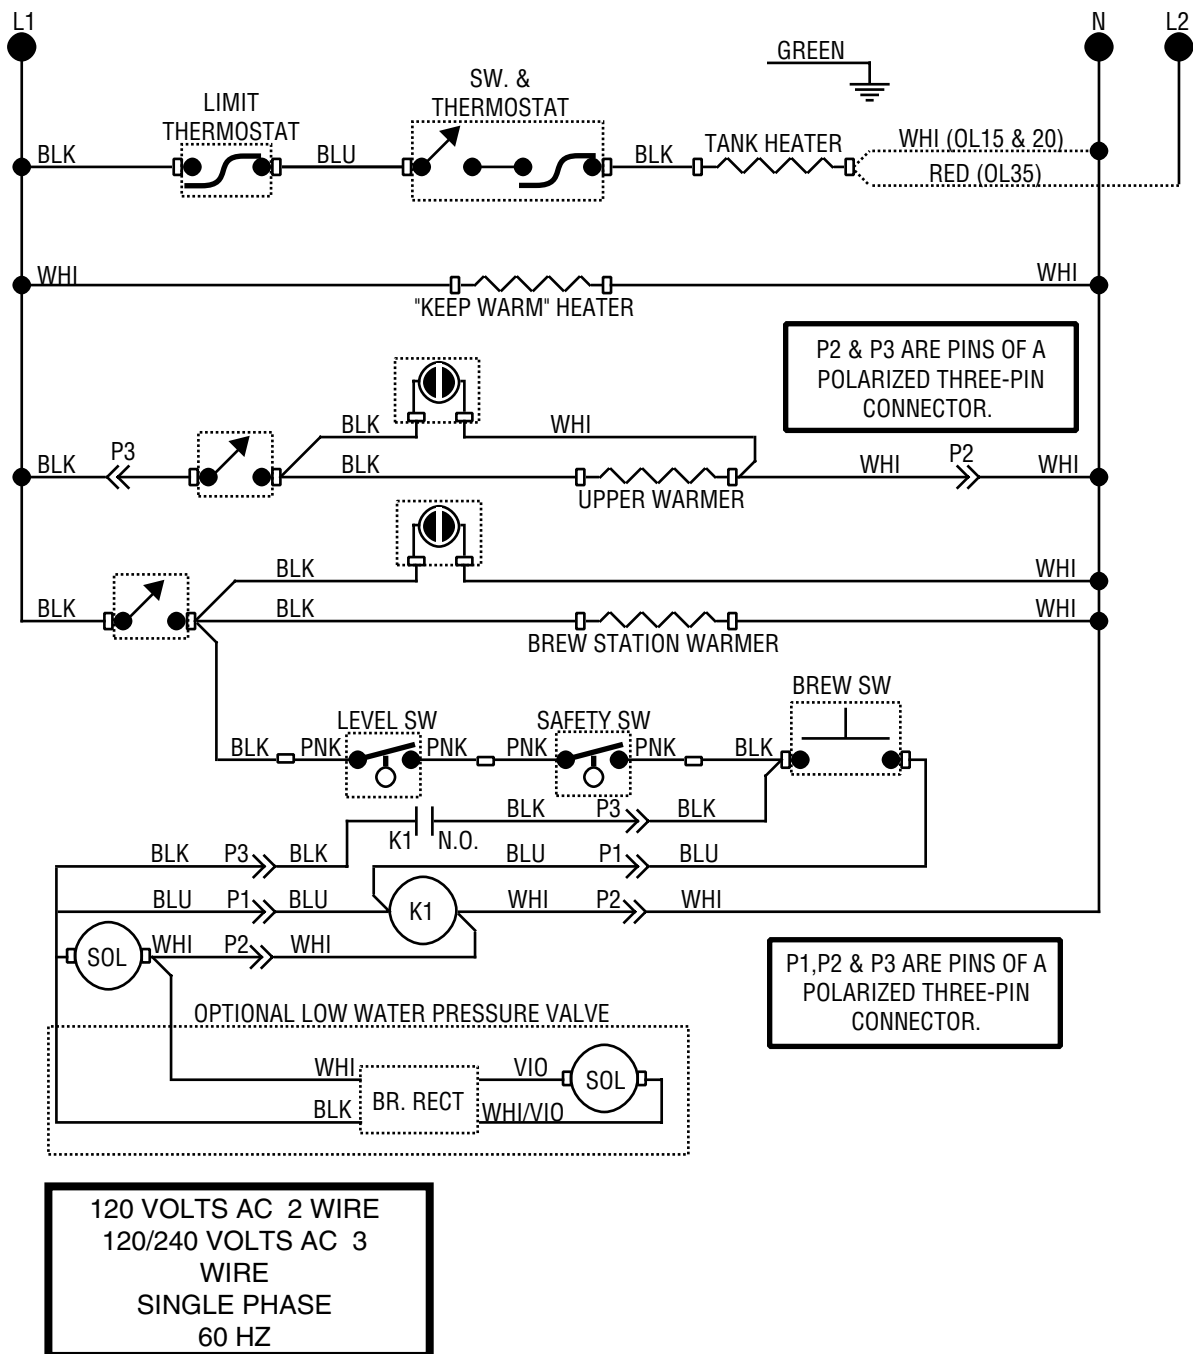 L1
N
L2
GREEN
SW. &
THERMOSTAT
LIMIT
THERMOSTAT
BLK
BLU
BLK
TANK HEATER
WHI (OL15 & 20)
RED (OL35)
WHI
"KEEP WARM" HEATER
WHI
P2 & P3 ARE PINS OF A
POLARIZED THREE-PIN
CONNECTOR.
BLK
WHI
BLK
P3
BLK
UPPER WARMER
WHI
P2
WHI
BLK
WHI
BLK
BLK
BREW STATION WARMER
WHI
BREW SW
LEVEL SW
SAFETY SW
BLK
PNK
PNK
PNK
PNK
BLK
K1
N.O.
BLK
P3
BLK
BLK
P3
BLK
BLU
P1
BLU
BLU
P1
BLU
K1
WHI
P2
WHI
SOL
WHI
P2
WHI
P1,P2 & P3 ARE PINS OF A
POLARIZED THREE-PIN
CONNECTOR.
OPTIONAL LOW WATER PRESSURE VALVE
WHI
BLK
BR. RECT
VIO
WHI/VIO
SOL
120 VOLTS AC 2 WIRE
120/240 VOLTS AC 3
WIRE
SINGLE PHASE
60 HZ